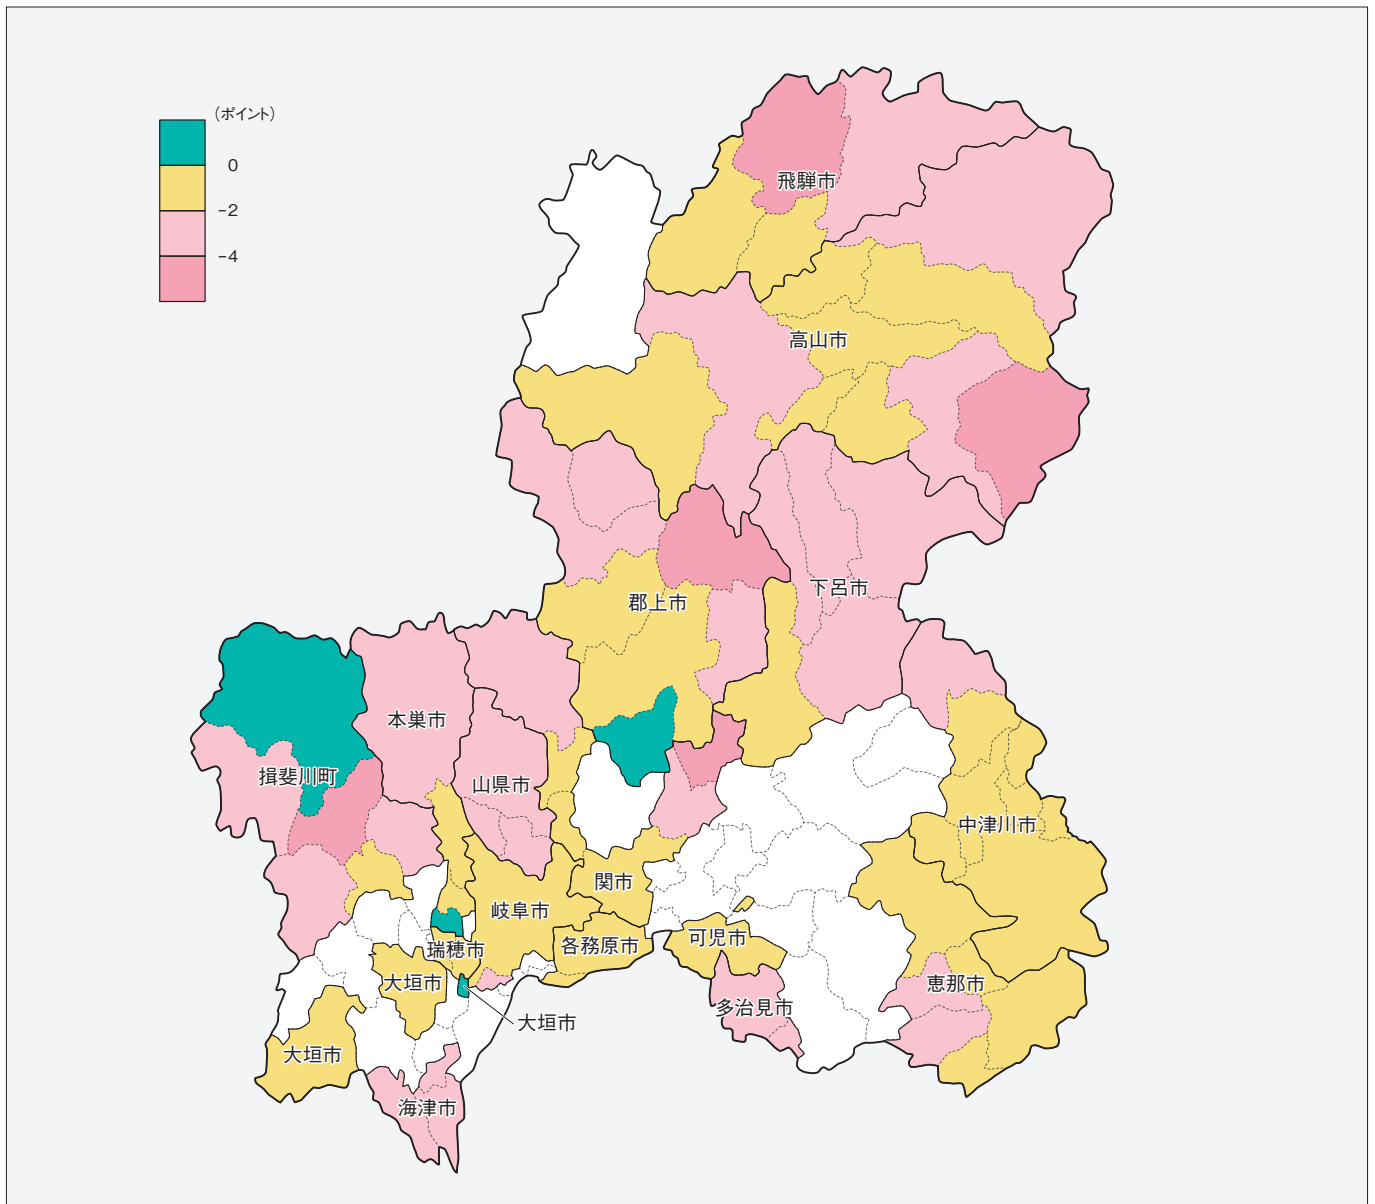 (ポイント)
0
-2
-4
飛騨市
高山市
下呂市
郡上市
本巣市
揖斐川町
山県市
中津川市
関市
岐阜市
可児市
各務原市
瑞穂市
大垣市
恵那市
多治見市
大垣市
大垣市
海津市